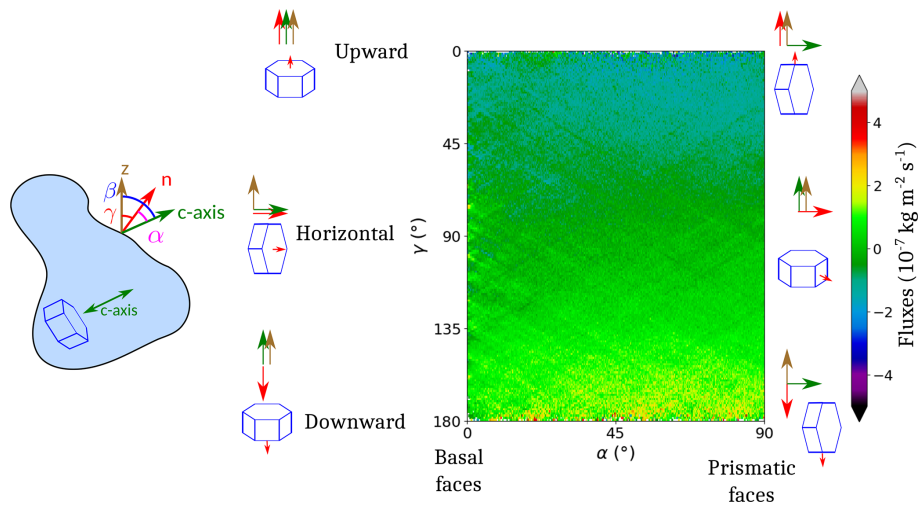 Upward
Horizontal
Downward
z
β
n
γ
c-axis
α
c-axis
0
45
90
135
180
γ (°)
0
45
90
α (°)
Basal
faces
Prismatic
faces
4
2
0
−2
−4
Fluxes (10⁻⁷ kg m⁻² s⁻¹)